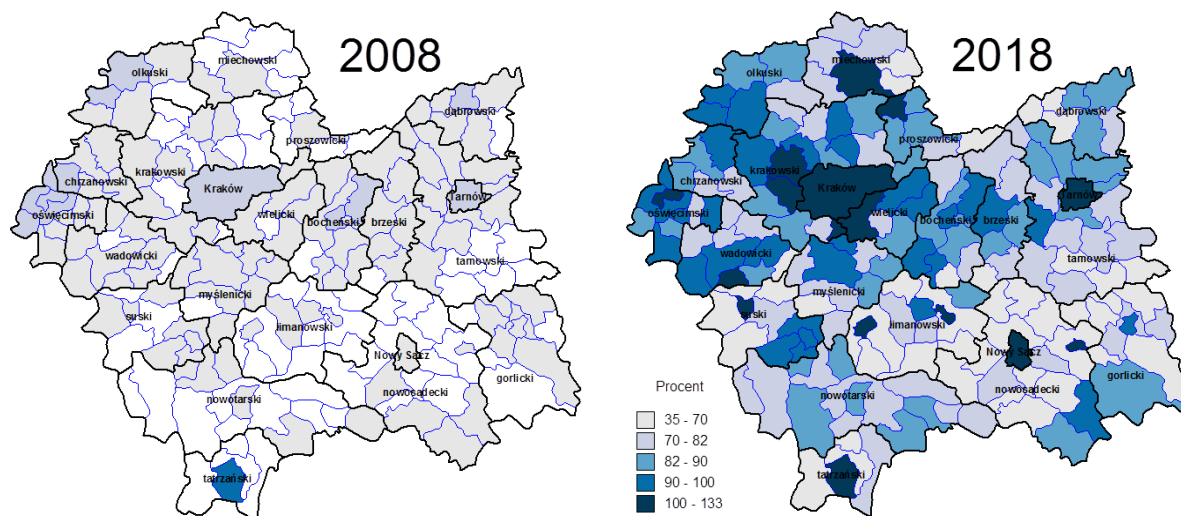 2008
olkuski
miechowski
dąbrowski
proszowicki
chrzanowski
krakowski
Kraków
Tarnów
oświęcimski
wielicki
bocheński
brzeski
wadowicki
tarnowski
myślenicki
suski
limanowski
Nowy Sącz
gorlicki
nowotarski
nowosądecki
tatrzański
2018
olkuski
miechowski
dąbrowski
proszowicki
krakowski
chrzanowski
Kraków
Tarnów
oświęcimski
wielicki
bocheński
brzeski
wadowicki
tarnowski
myślenicki
suski
limanowski
Nowy Sącz
gorlicki
nowotarski
nowosądecki
tatrzański
Procent
35 - 70
70 - 82
82 - 90
90 - 100
100 - 133